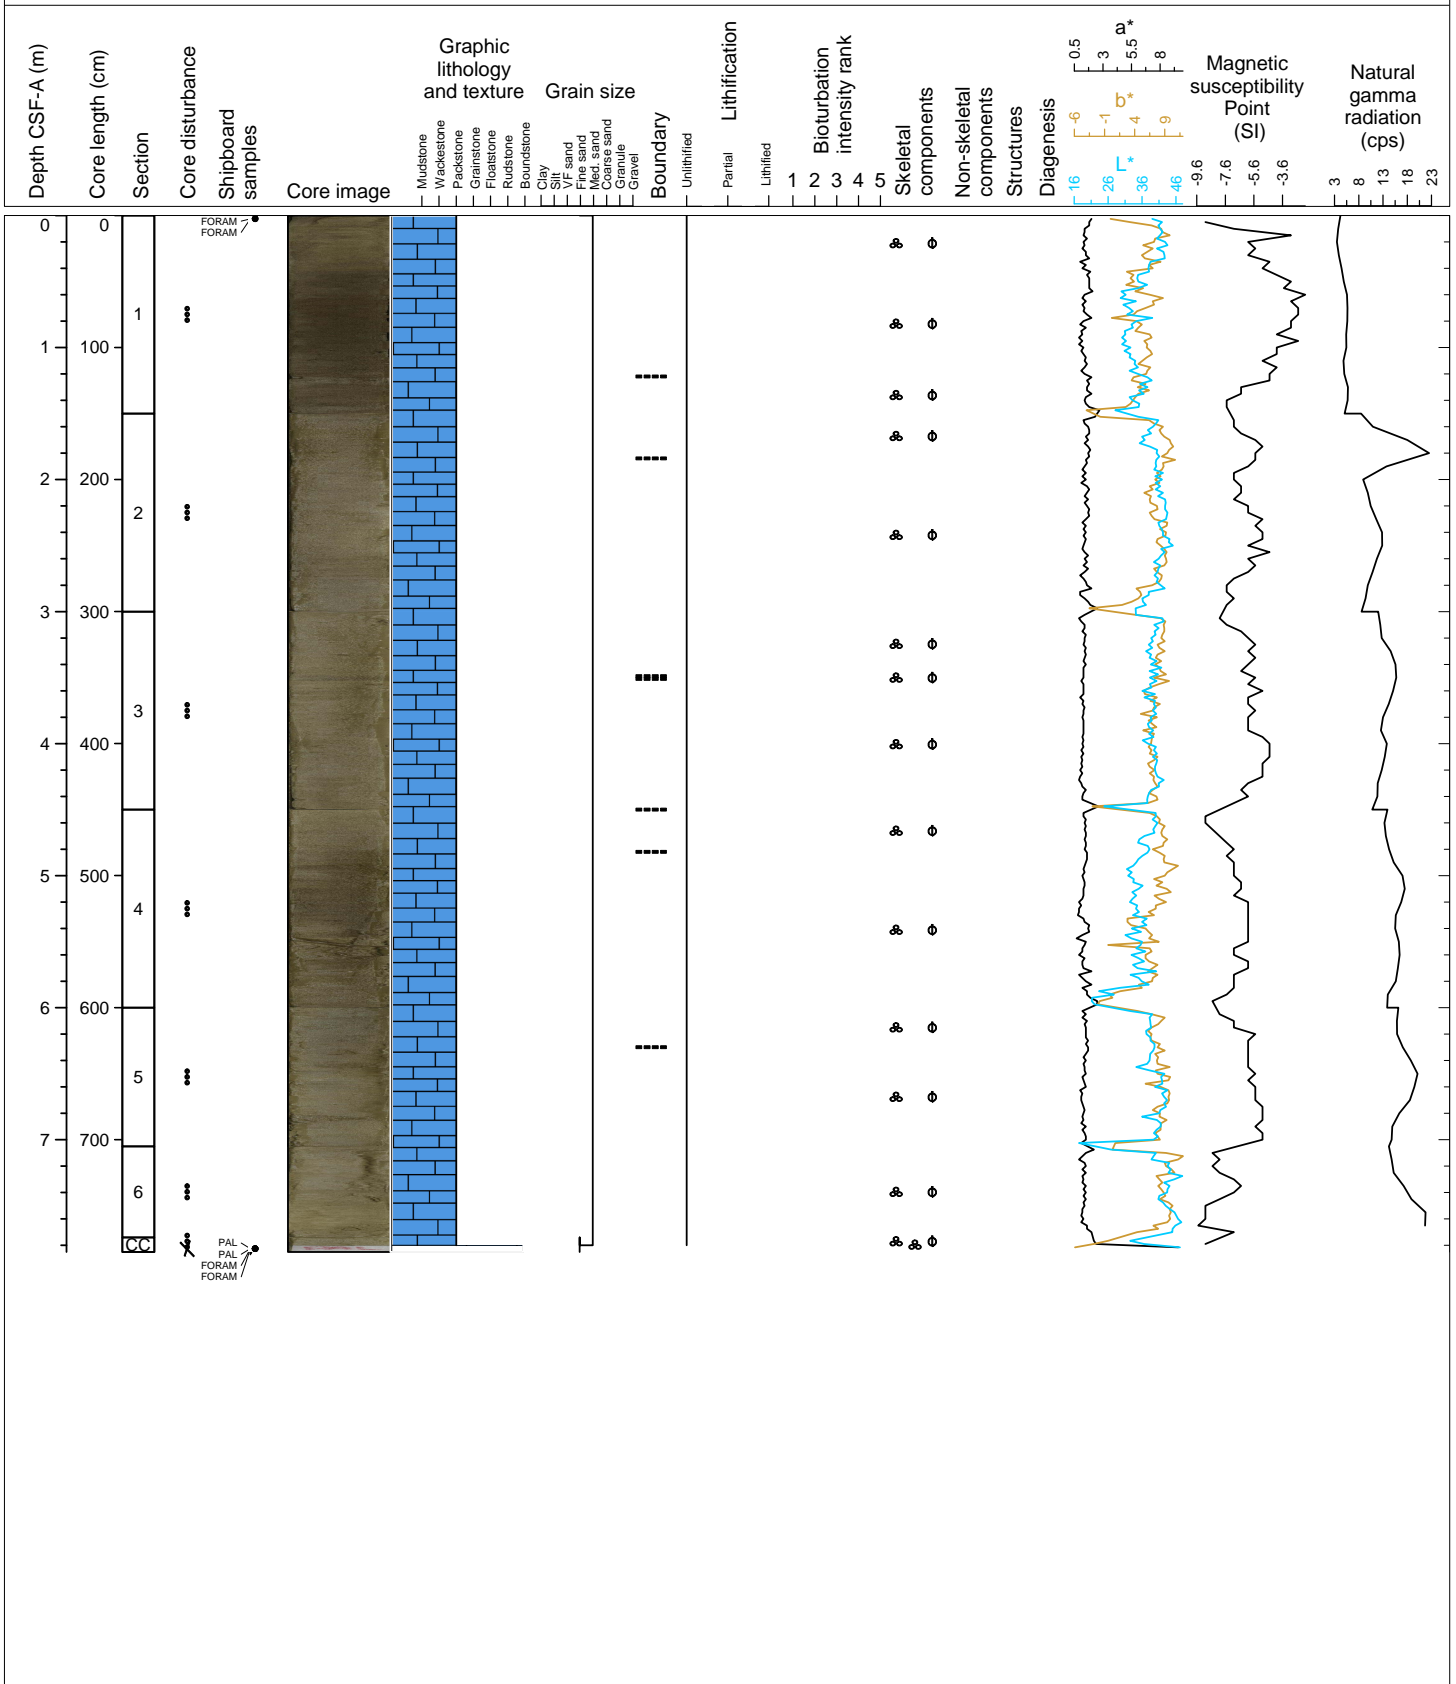 Depth CSF-A (m)
Core length (cm)
Section
Core disturbance
Shipboard
samples
Core image
Graphic
lithology
and texture
Mudstone
Wackestone
Packstone
Grainstone
Floatstone
Rudstone
Boundstone
Grain size
Clay
Silt
VF sand
Fine sand
Med. sand
Coarse sand
Granule
Gravel
Boundary
Lithification
Unlithified
Partial
Lithified
Bioturbation
intensity rank
1 2 3 4 5
Skeletal
components
Non-skeletal
components
Structures
Diagenesis
a*
0.5 3 5.5 8
b*
-6 -1 4 9
L*
16 26 36 46
Magnetic
susceptibility
Point
(SI)
-9.6 -7.6 -5.6 -3.6
Natural
gamma
radiation
(cps)
3 8 13 18 23
0 0
FORAM
FORAM
1
1 100
2 200
2
3 300
3
4 400
5 500
4
6 600
5
7 700
6
CC
PAL
PAL
FORAM
FORAM